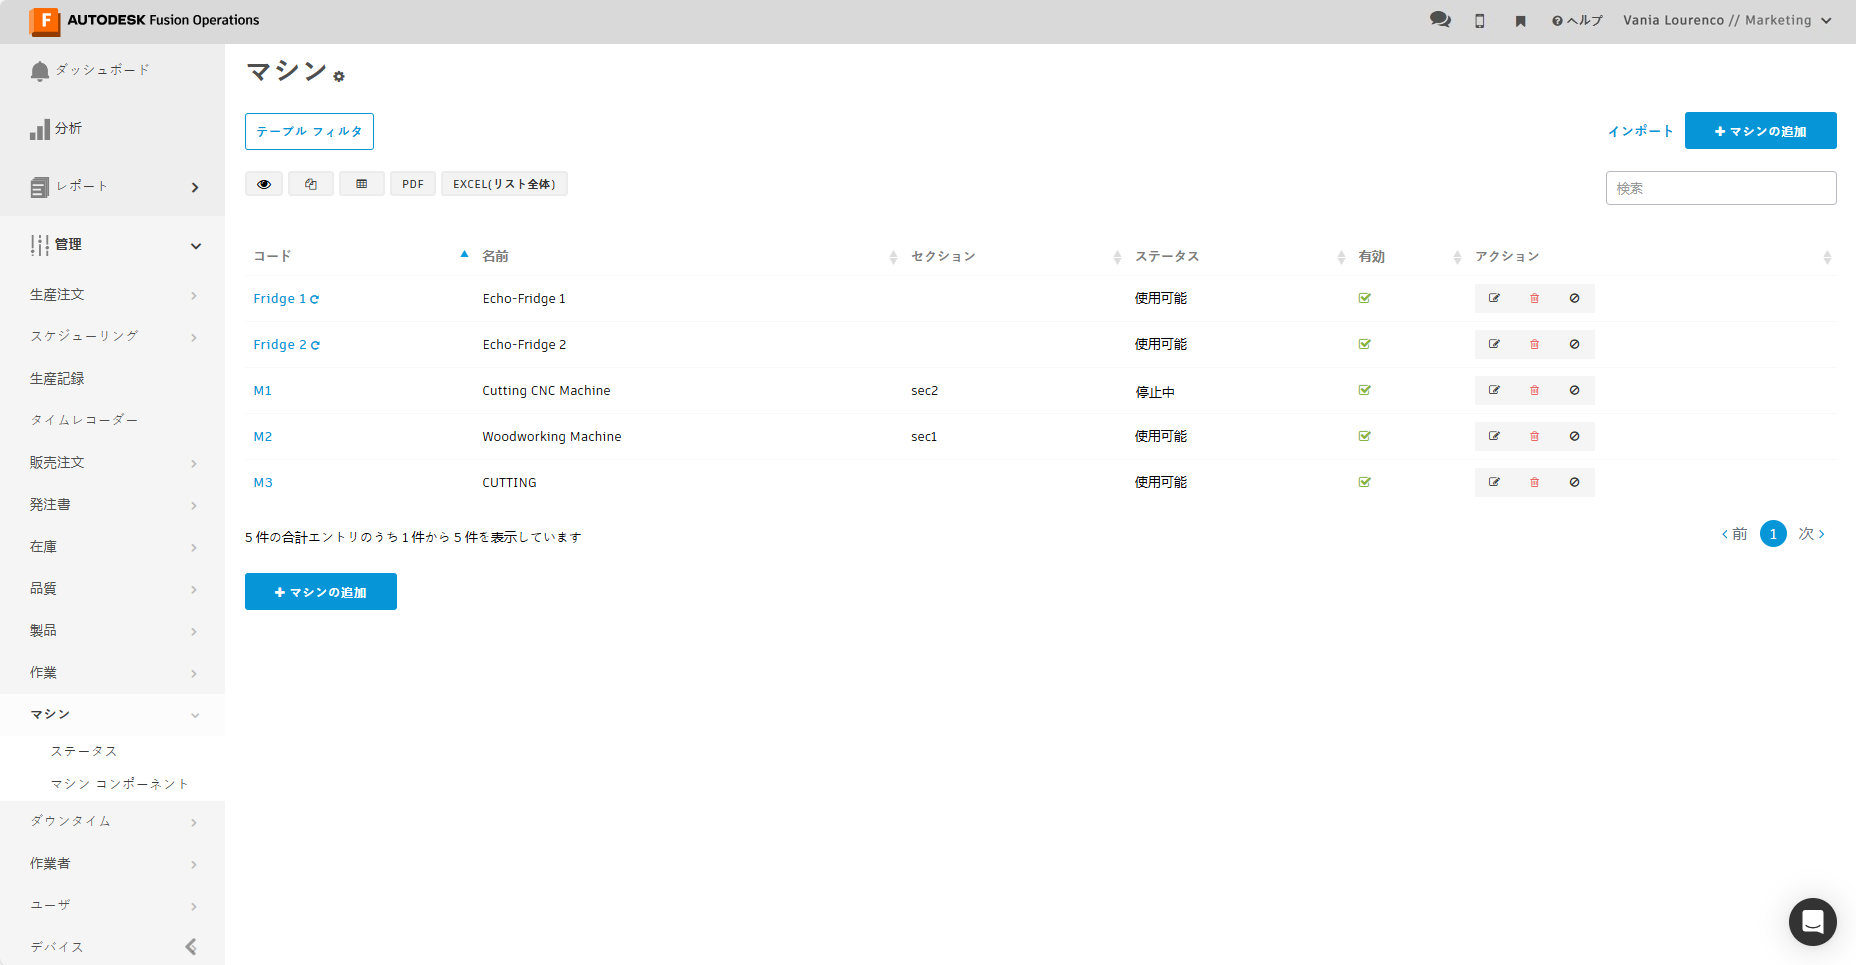 AUTODESK Fusion Operations
ヘルプ
Vania Lourenco // Marketing
ダッシュボード
分析
レポート
管理
生産注文
スケジューリング
生産記録
タイムレコーダー
販売注文
発注書
在庫
品質
製品
作業
マシン
ステータス
マシン コンポーネント
ダウンタイム
作業者
ユーザ
デバイス
マシン
テーブル フィルタ
インポート
マシンの追加
PDF
EXCEL(リスト全体)
検索
コード 名前 セクション ステータス 有効 アクション
Fridge 1 Echo-Fridge 1 使用可能
Fridge 2 Echo-Fridge 2 使用可能
M1 Cutting CNC Machine sec2 停止中
M2 Woodworking Machine sec1 使用可能
M3 CUTTING 使用可能
5 件の合計エントリのうち 1 件から 5 件を表示しています
前 1 次
マシンの追加